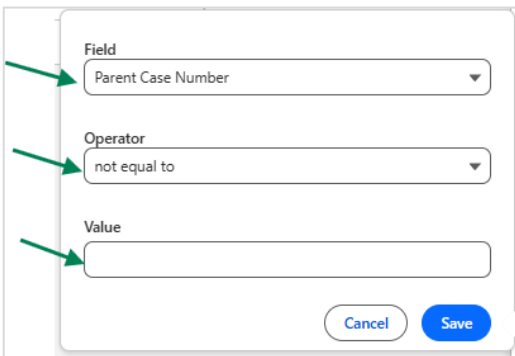 Field
Parent Case Number
Operator
not equal to
Value
Cancel Save